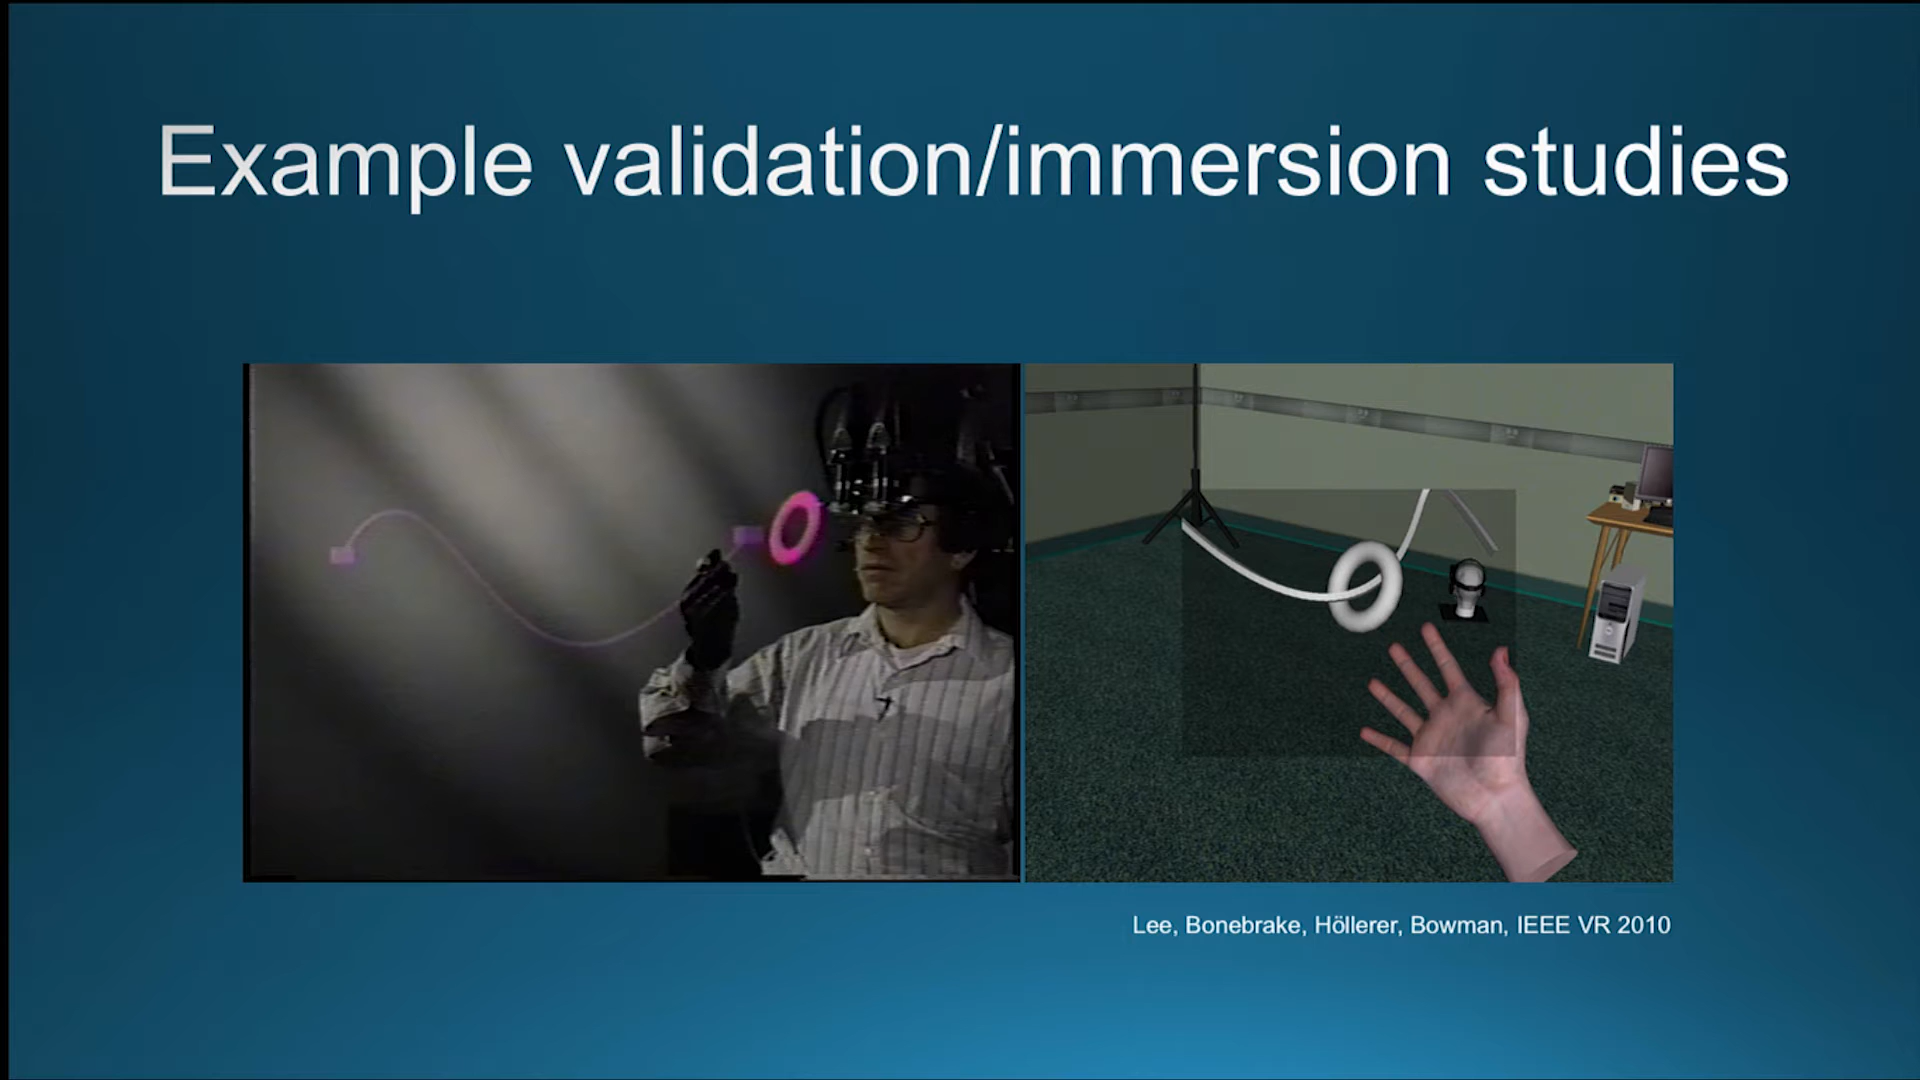 Example validation/immersion studies
Lee, Bonebrake, Höllerer, Bowman, IEEE VR 2010